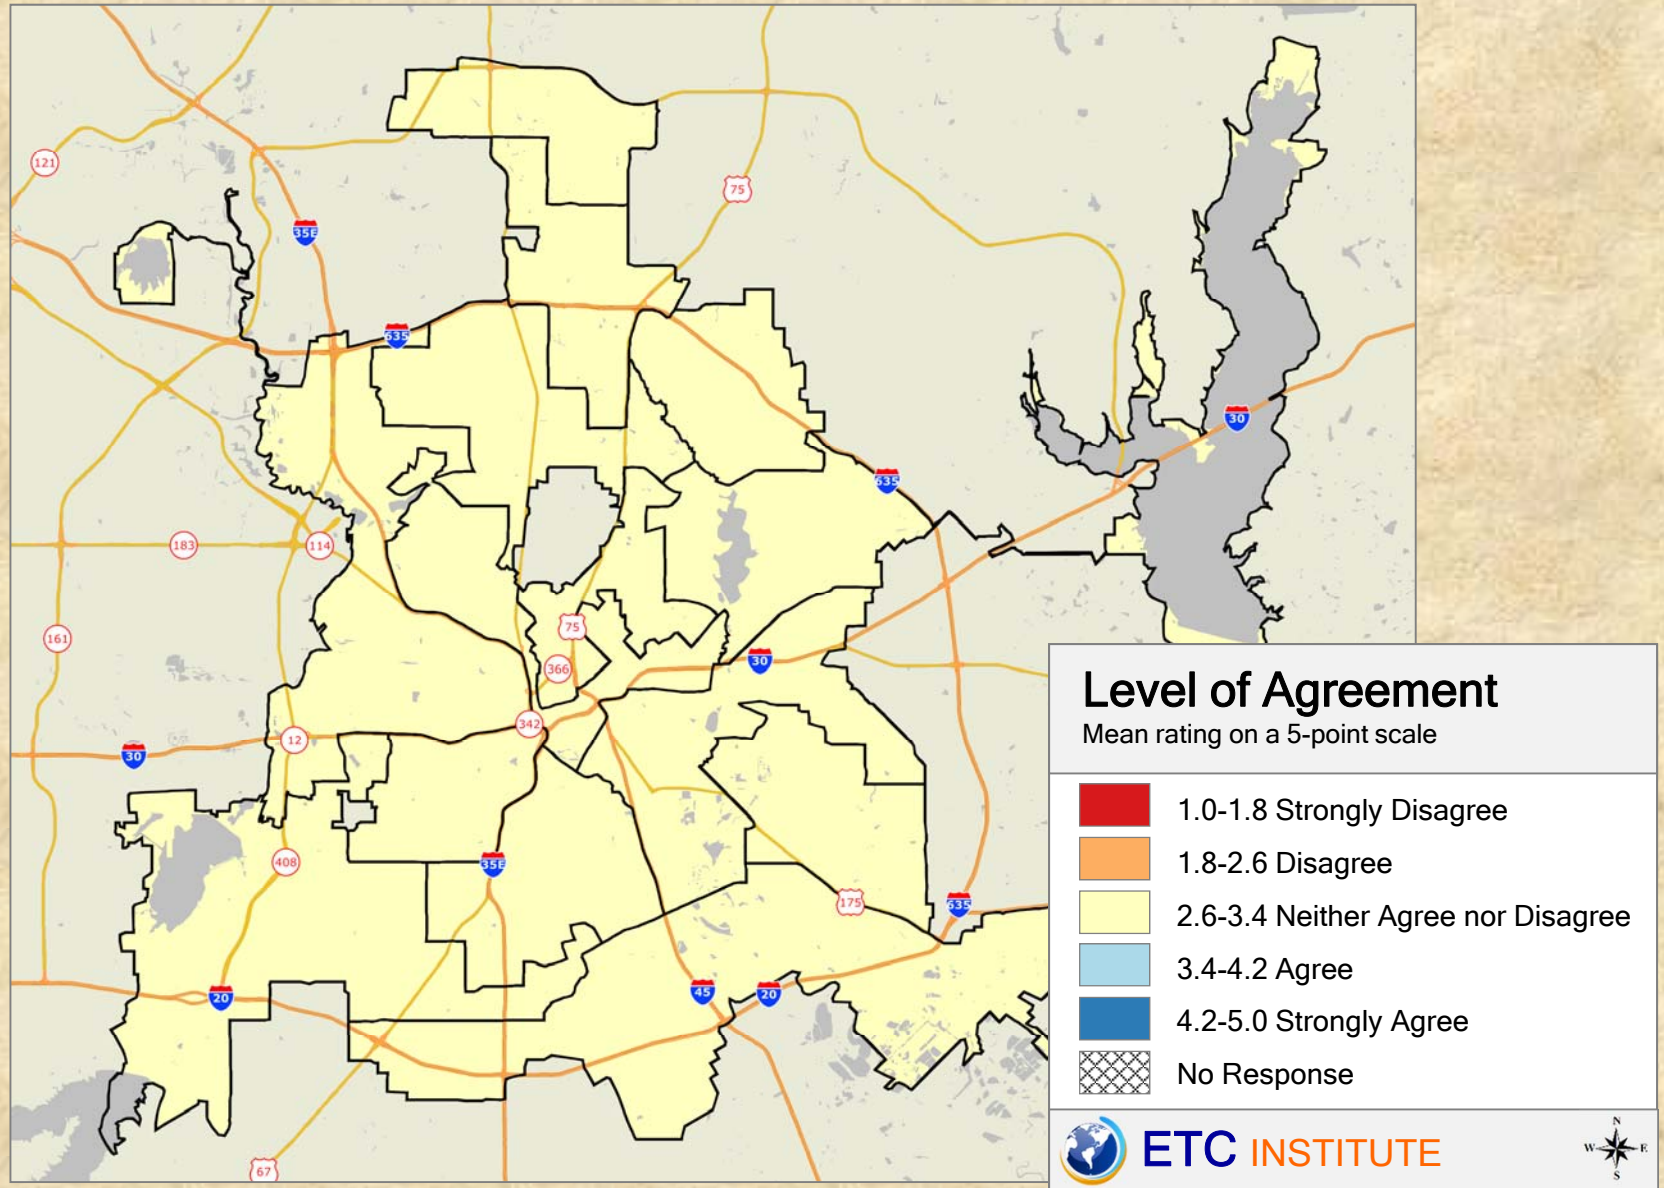 121
75
35E
635
30
635
183
114
161
75
366
30
342
12
30
408
35E
175
635
20
45
20
67
Level of Agreement
Mean rating on a 5-point scale
1.0-1.8 Strongly Disagree
1.8-2.6 Disagree
2.6-3.4 Neither Agree nor Disagree
3.4-4.2 Agree
4.2-5.0 Strongly Agree
No Response
ETC INSTITUTE
N
W E
S